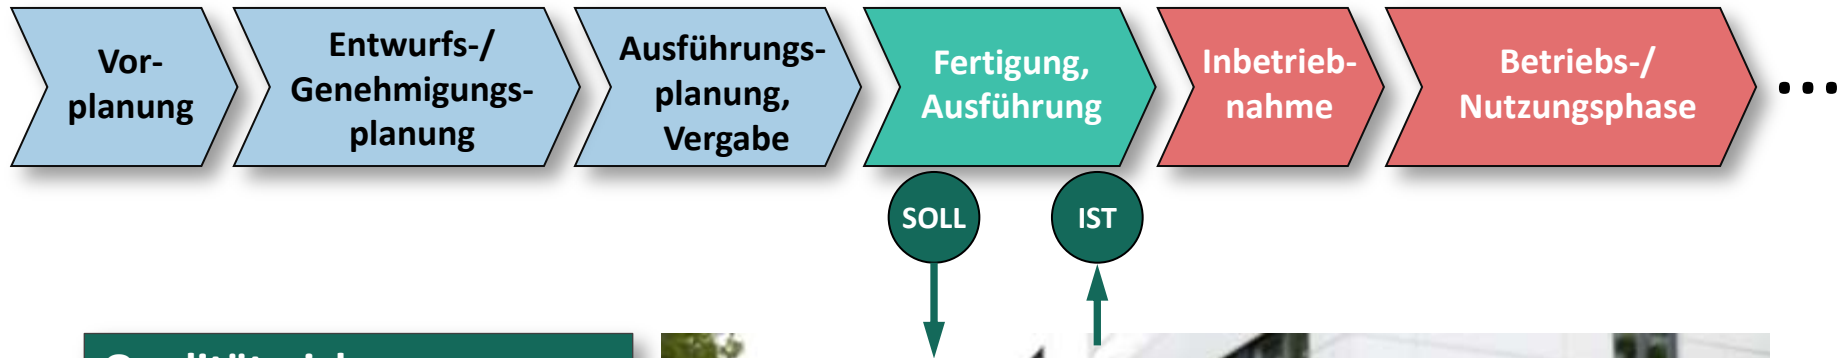 Vor-
planung
Entwurfs-/
Genehmigungs-
planung
Ausführungs-
planung,
Vergabe
Fertigung,
Ausführung
Inbetrieb-
nahme
Betriebs-/
Nutzungsphase
...
SOLL
IST